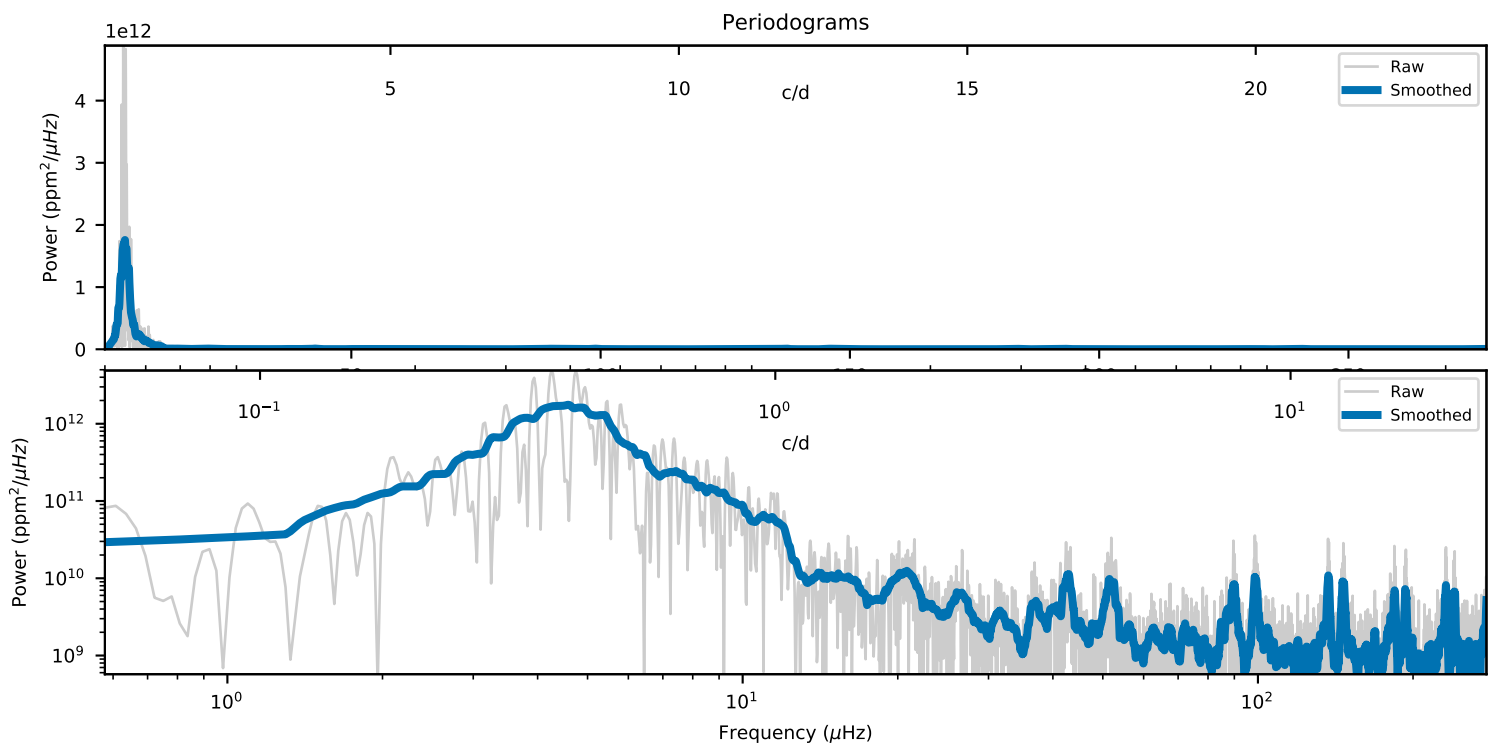 Periodograms
1e12
5 10 15 20
c/d
Raw
Smoothed
Power (ppm²/μHz)
4
3
2
1
0
10⁻¹ 10⁰ 10¹
c/d
Raw
Smoothed
Power (ppm²/μHz)
10¹²
10¹¹
10¹⁰
10⁹
10⁰ 10¹ 10²
Frequency (μHz)